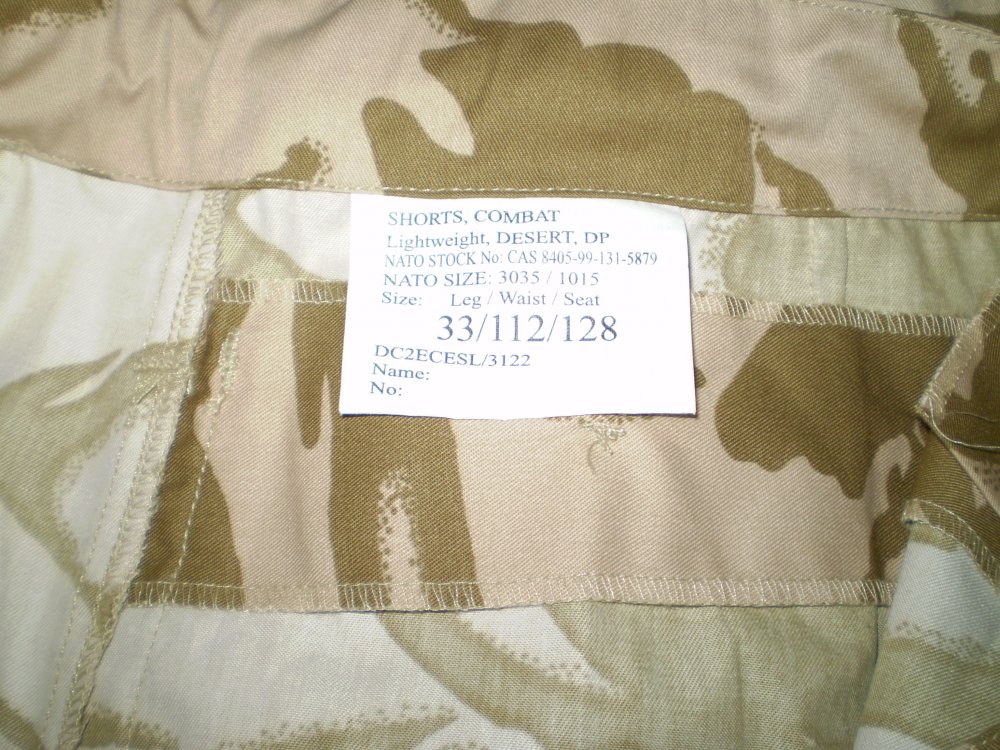 SHORTS, COMBAT
Lightweight, DESERT, DP
NATO STOCK No: CAS 8405-99-131-5879
NATO SIZE: 3035 / 1015
Size: Leg / Waist / Seat
33/112/128
DC2ECESL/3122
Name:
No: